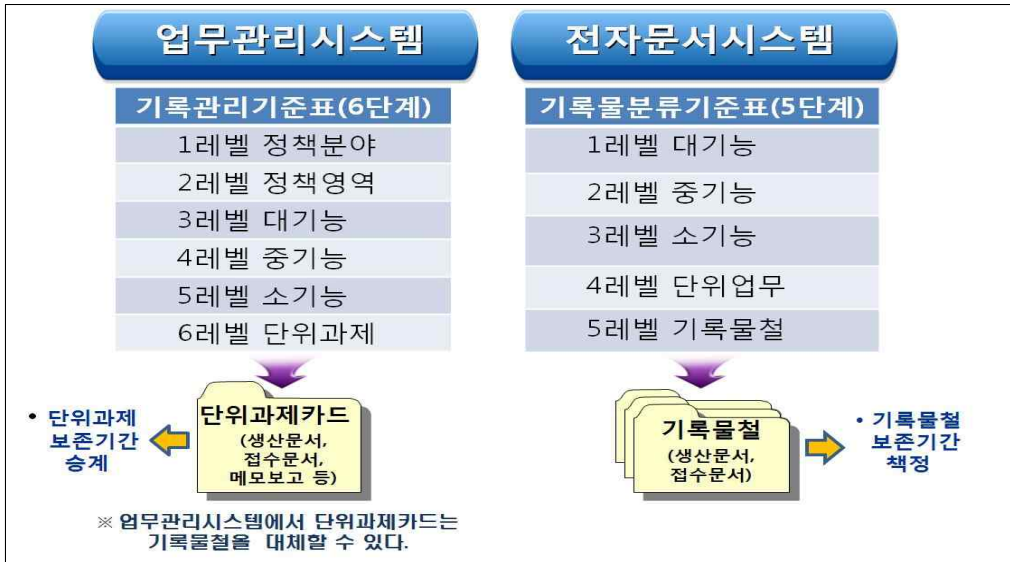 업무관리시스템
기록관리기준표(6단계)
1레벨 정책분야
2레벨 정책영역
3레벨 대기능
4레벨 중기능
5레벨 소기능
6레벨 단위과제
• 단위과제
보존기간
승계
단위과제카드
(생산문서,
접수문서,
메모보고 등)
※ 업무관리시스템에서 단위과제카드는
기록물철을 대체할 수 있다.
전자문서시스템
기록물분류기준표(5단계)
1레벨 대기능
2레벨 중기능
3레벨 소기능
4레벨 단위업무
5레벨 기록물철
기록물철
(생산문서,
접수문서)
• 기록물철
보존기간
책정